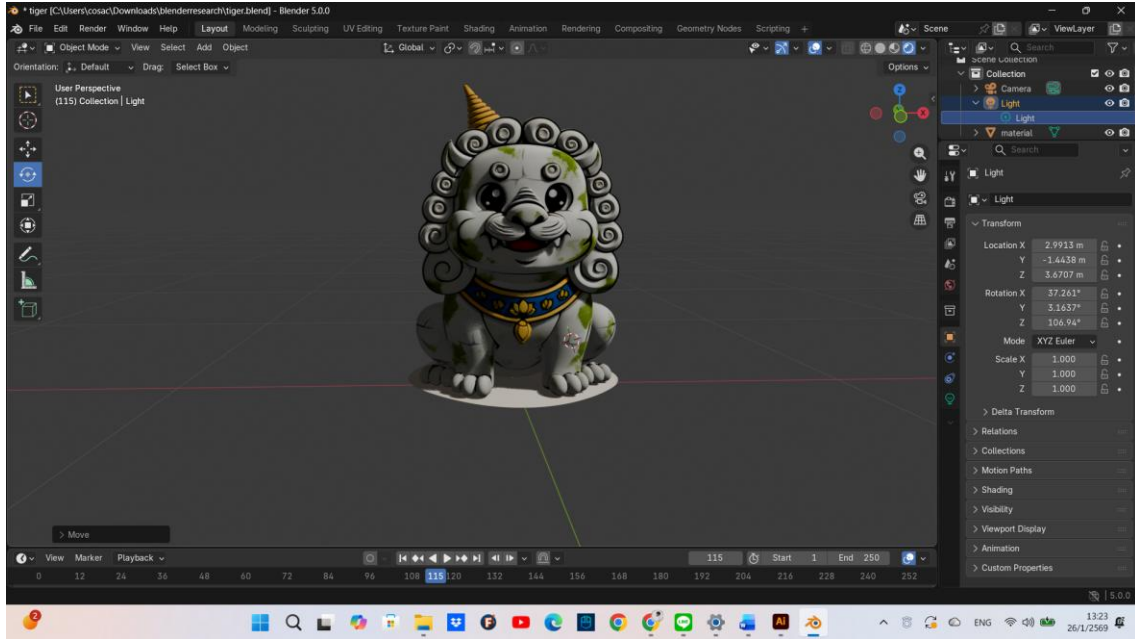 * tiger [C:\Users\cosac\Downloads\blenderresearch\tiger.blend] - Blender 5.0.0
File Edit Render Window Help Layout Modeling Sculpting UV Editing Texture Paint Shading Animation Rendering Compositing Geometry Nodes Scripting + Scene ViewLayer
Object Mode View Select Add Object Global Search
Orientation: Default Drag: Select Box Options
Scene Collection
Collection
User Perspective
(115) Collection | Light
Camera
Light
Light
material
Search
Light
Light
Transform
Location X 2.9913 m
Y -1.4438 m
Z 3.6707 m
Rotation X 37.261°
Y 3.1637°
Z 106.94°
Mode XYZ Euler
Scale X 1.000
Y 1.000
Z 1.000
Delta Transform
Relations
Collections
Motion Paths
Shading
Visibility
Viewport Display
Animation
Custom Properties
> Move
View Marker Playback 115 Start 1 End 250
0 12 24 36 48 60 72 84 96 108 115 120 132 144 156 168 180 192 204 216 228 240 252
5.0.0
2 Ai ENG 13:23
26/1/2569